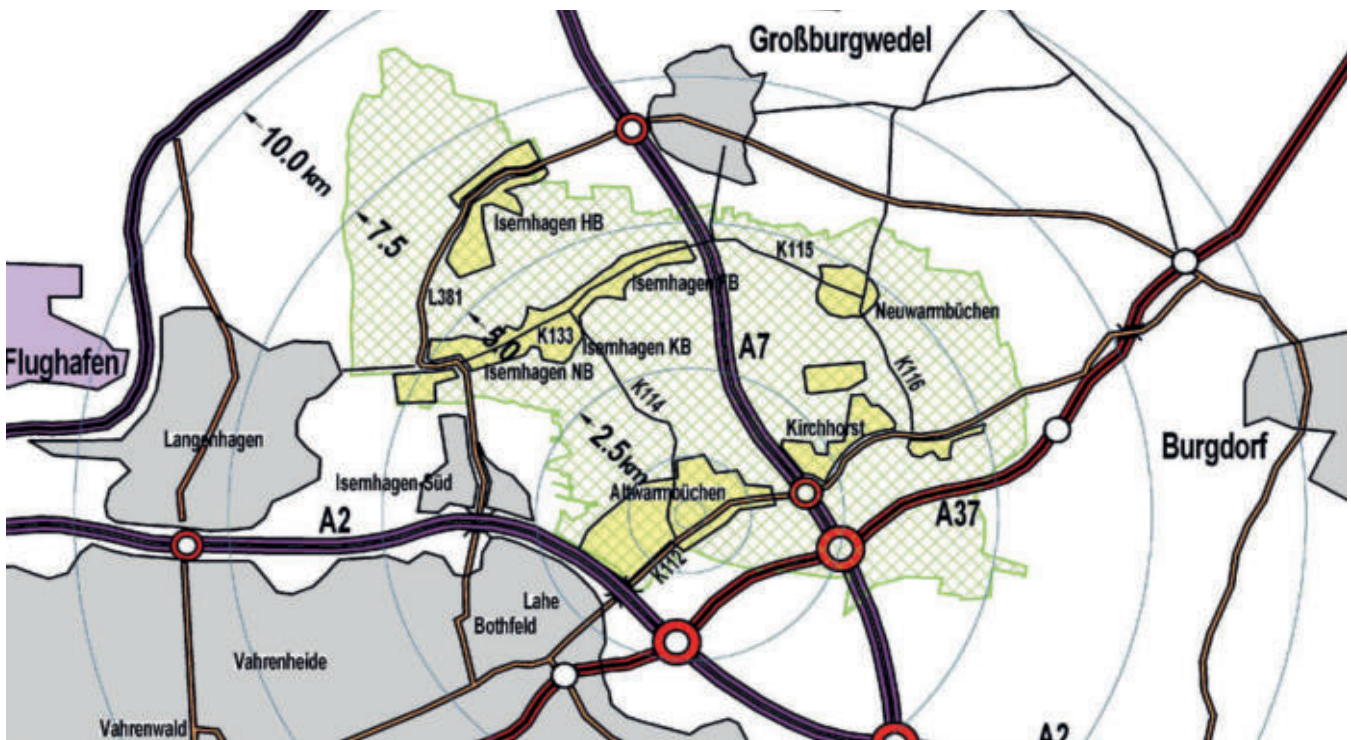 Großburgwedel
10.0 km
7.5
Isernhagen HB
K115
Isernhagen FB
L381
Neuwarmbüchen
5.0
K133
Isernhagen KB
A7
Flughafen
Isernhagen NB
K116
K114
2.5 km
Kirchhorst
Langenhagen
Burgdorf
Isernhagen-Süd
Altwarmbüchen
A2
A37
K112
Lahe
Bothfeld
Vahrenheide
Vahrenwald
A2